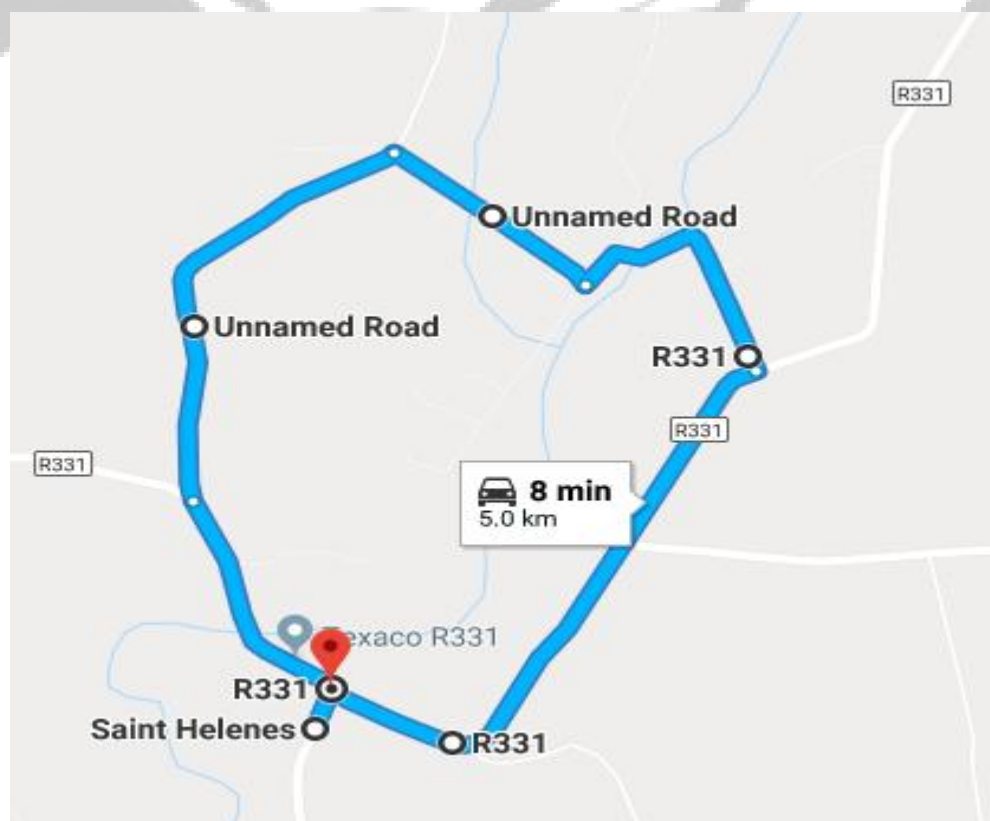 R331
Unnamed Road
Unnamed Road
R331
R331
R331
8 min
5.0 km
Texaco R331
R331
Saint Helenes
R331